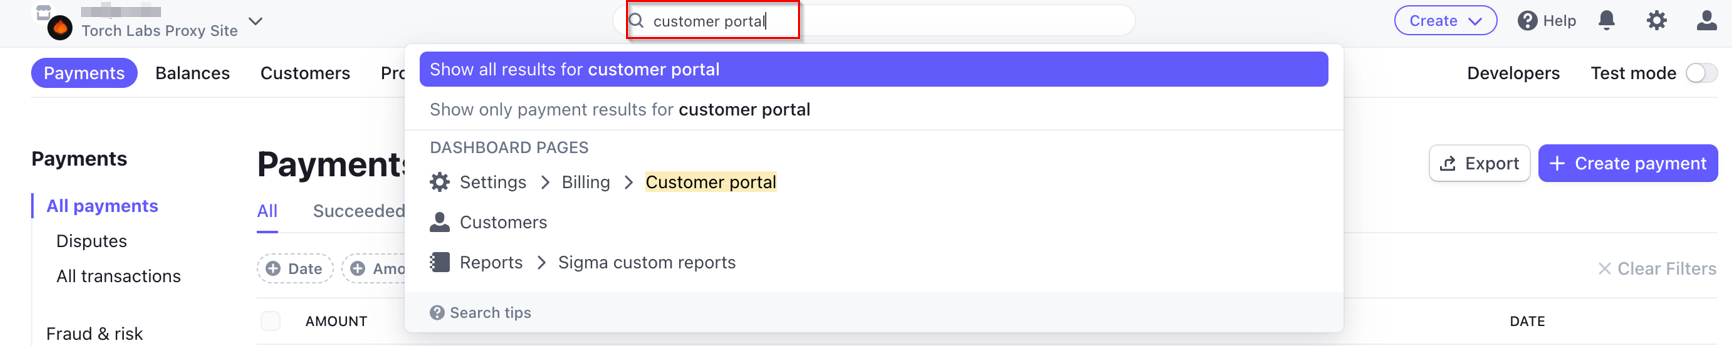 Torch Labs Proxy Site
customer portal
Create
Help
Payments
Balances
Customers
Show all results for customer portal
Developers
Test mode
Show only payment results for customer portal
DASHBOARD PAGES
Payments
Payments
Export
+ Create payment
Settings > Billing > Customer portal
All payments
All
Succeeded
Customers
Disputes
Date
Reports > Sigma custom reports
Clear Filters
All transactions
Search tips
Fraud & risk
AMOUNT
DATE